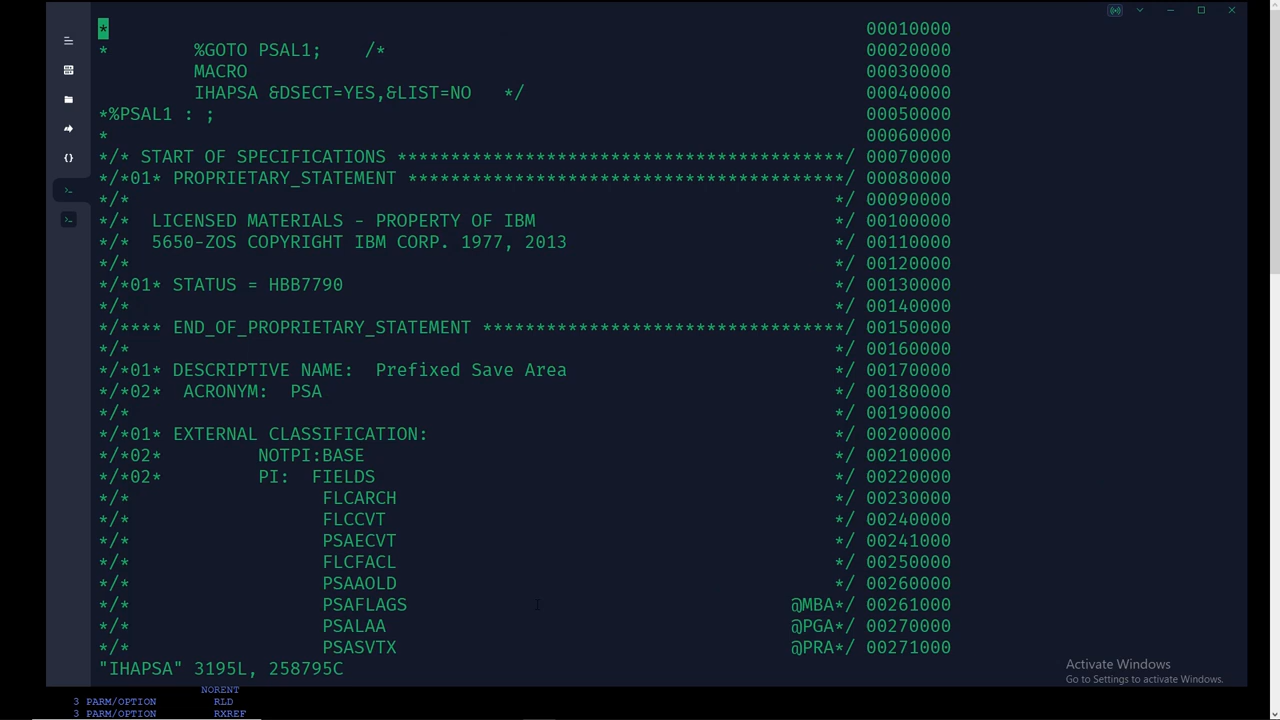 *                                                                       00010000
*        %GOTO PSAL1;    /*                                             00020000
         MACRO                                                          00030000
         IHAPSA &DSECT=YES,&LIST=NO   */                                00040000
*%PSAL1 : ;                                                             00050000
*                                                                       00060000
*/* START OF SPECIFICATIONS ******************************************/ 00070000
*/*01* PROPRIETARY_STATEMENT *****************************************/ 00080000
*/*                                                                  */ 00090000
*/*  LICENSED MATERIALS - PROPERTY OF IBM                            */ 00100000
*/*  5650-ZOS COPYRIGHT IBM CORP. 1977, 2013                         */ 00110000
*/*                                                                  */ 00120000
*/*01* STATUS = HBB7790                                              */ 00130000
*/*                                                                  */ 00140000
*/**** END_OF_PROPRIETARY_STATEMENT **********************************/ 00150000
*/*                                                                  */ 00160000
*/*01* DESCRIPTIVE NAME:  Prefixed Save Area                         */ 00170000
*/*02*  ACRONYM:  PSA                                                */ 00180000
*/*                                                                  */ 00190000
*/*01* EXTERNAL CLASSIFICATION:                                      */ 00200000
*/*02*         NOTPI:BASE                                            */ 00210000
*/*02*         PI:  FIELDS                                           */ 00220000
*/*                  FLCARCH                                         */ 00230000
*/*                  FLCCVT                                          */ 00240000
*/*                  PSAECVT                                         */ 00241000
*/*                  FLCFACL                                         */ 00250000
*/*                  PSAAOLD                                         */ 00260000
*/*                  PSAFLAGS                                    @MBA*/ 00261000
*/*                  PSALAA                                      @PGA*/ 00270000
*/*                  PSASVTX                                     @PRA*/ 00271000
"IHAPSA" 3195L, 258795C
Activate Windows
Go to Settings to activate Windows.
NORENT
3 PARM/OPTION RLD
3 PARM/OPTION RXREF